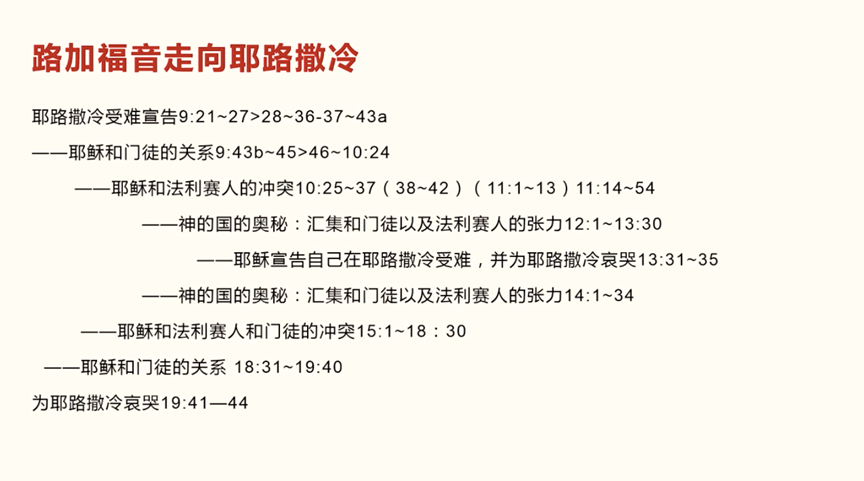 路加福音走向耶路撒冷
耶路撒冷受难宣告9:21~27>28~36-37~43a
——耶稣和门徒的关系9:43b~45>46~10:24
——耶稣和法利赛人的冲突10:25~37（38~42）（11:1~13）11:14~54
——神的国的奥秘：汇集和门徒以及法利赛人的张力12:1~13:30
——耶稣宣告自己在耶路撒冷受难，并为耶路撒冷哀哭13:31~35
——神的国的奥秘：汇集和门徒以及法利赛人的张力14:1~34
——耶稣和法利赛人和门徒的冲突15:1~18：30
——耶稣和门徒的关系 18:31~19:40
为耶路撒冷哀哭19:41—44